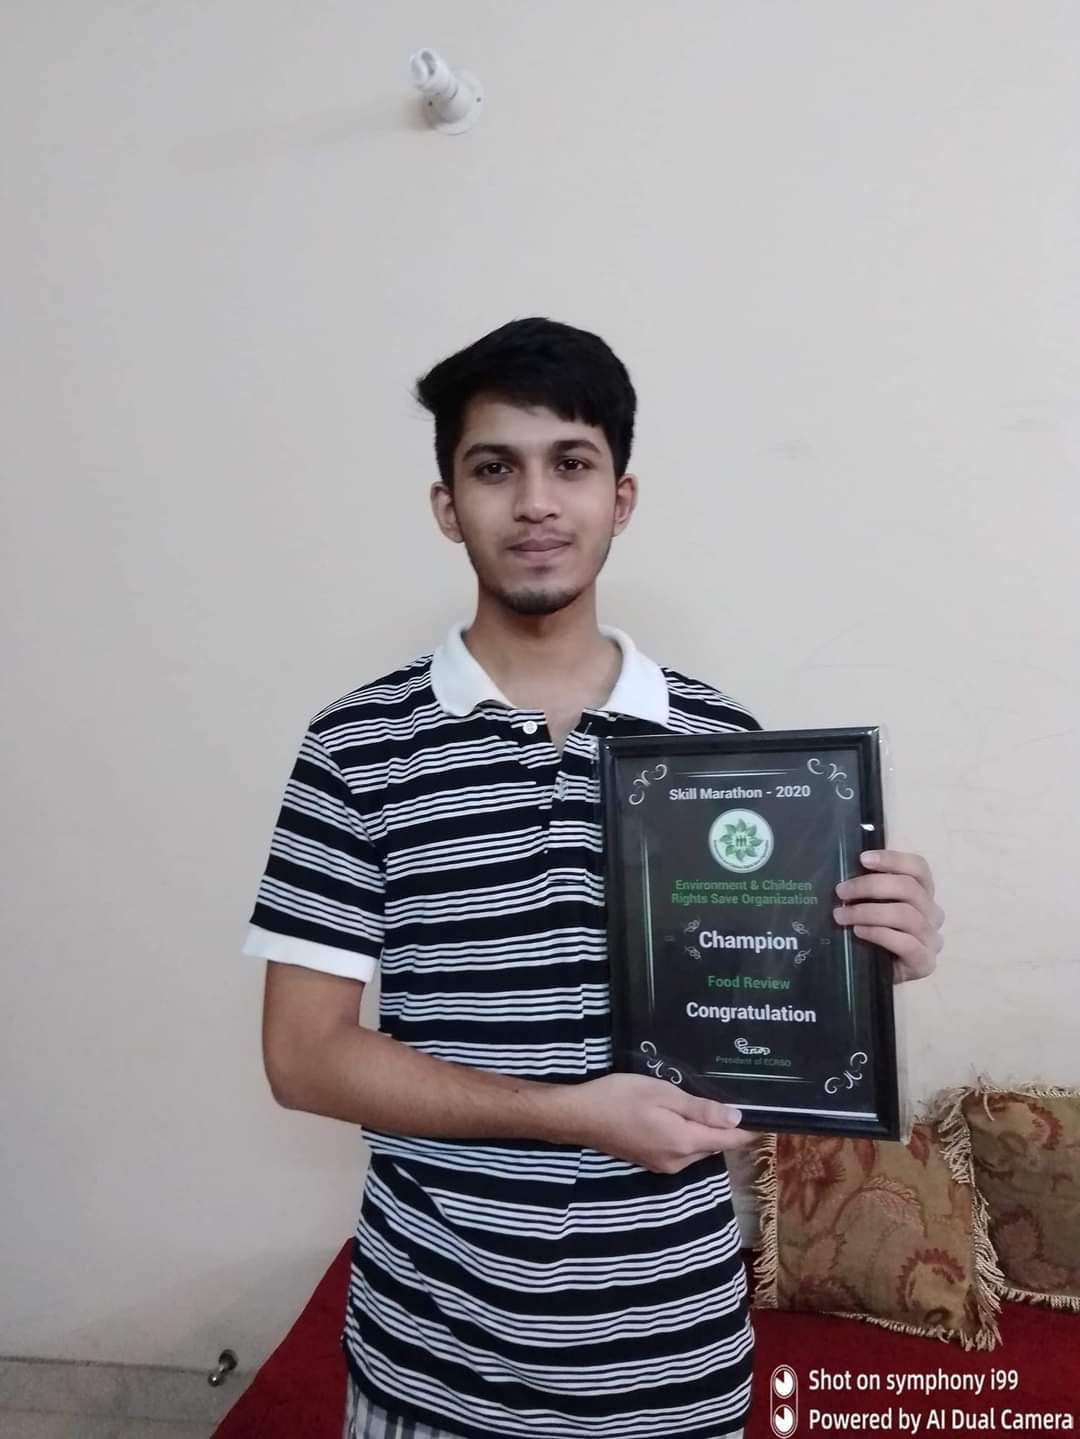 Skill Marathon - 2020
Environment & Children
Rights Save Organization
Champion
Food Review
Congratulation
President of ECRSO
Shot on symphony i99
Powered by AI Dual Camera